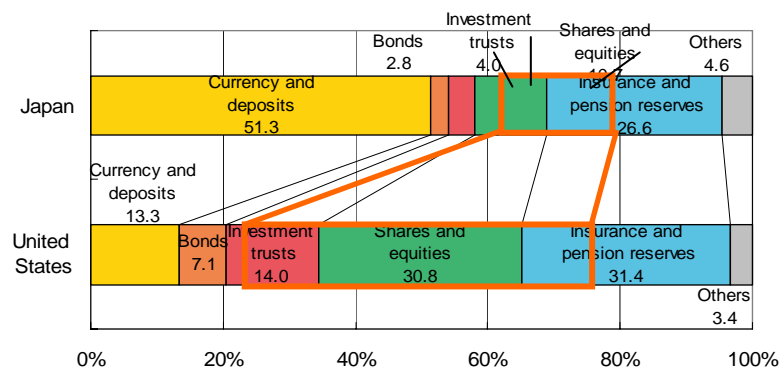 Investment
trusts
4.0
Shares and
equities
Bonds
2.8
Others
4.6
Japan
Currency and
deposits
51.3
Insurance and
pension reserves
26.6
Currency and
deposits
13.3
United
States
Bonds
7.1
Investment
trusts
14.0
Shares and
equities
30.8
Insurance and
pension reserves
31.4
Others
3.4
0%
20%
40%
60%
80%
100%